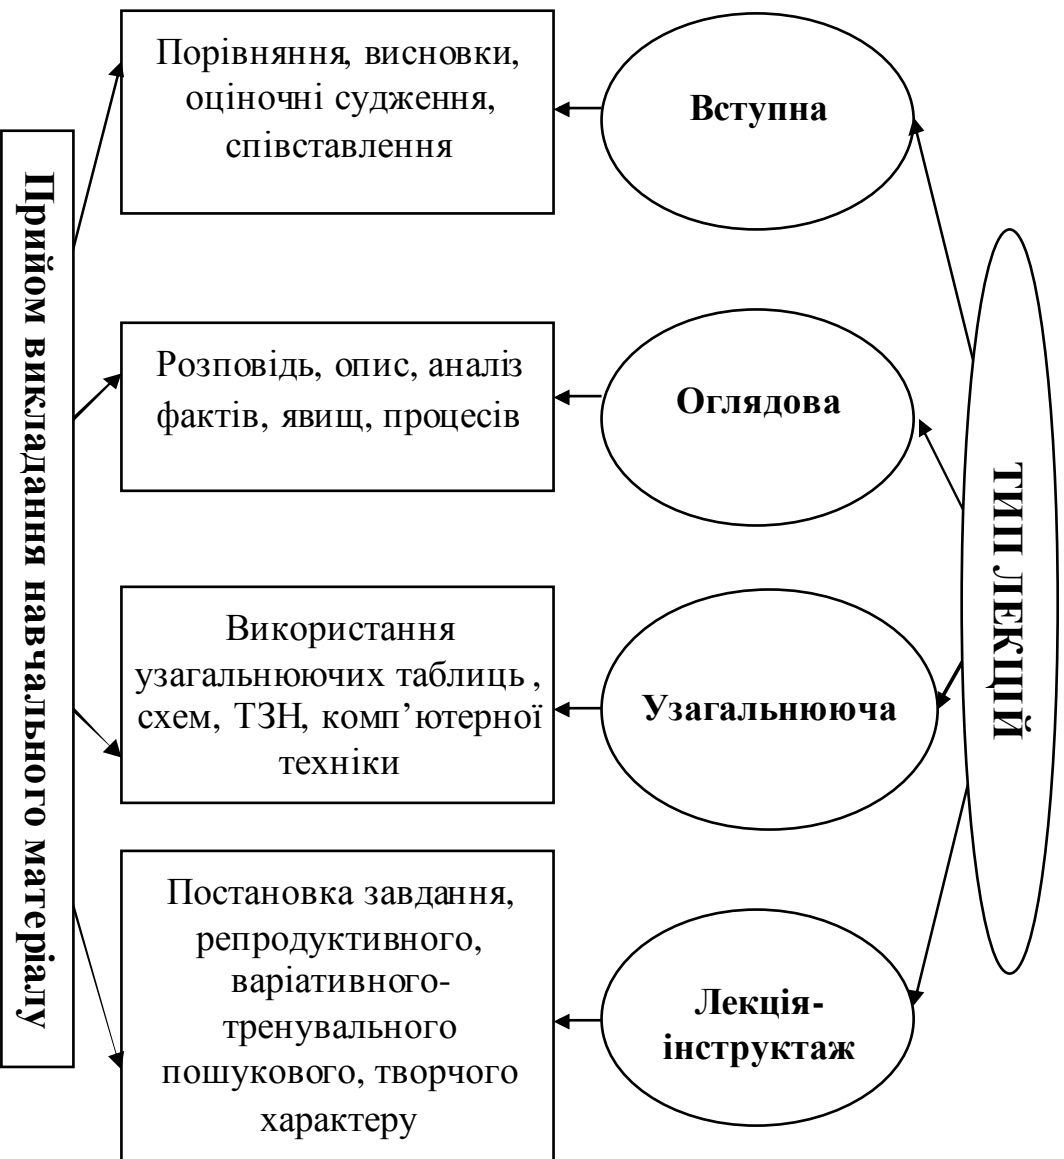 Прийом викладання навчального матеріалу
Порівняння, висновки,
оціночні судження,
співставлення
Вступна
Розповідь, опис, аналіз
фактів, явищ, процесів
Оглядова
Використання
узагальнюючих таблиць ,
схем, ТЗН, комп’ютерної
техніки
Узагальнююча
Постановка завдання,
репродуктивного,
варіативного-
тренувального
пошукового, творчого
характеру
Лекція-
інструктаж
ТИП ЛЕКЦІЙ